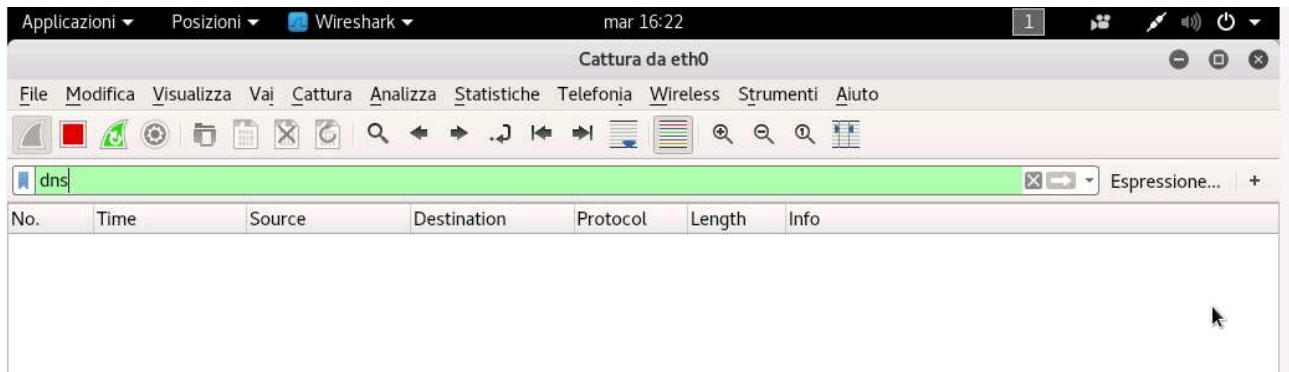 Applicazioni Posizioni Wireshark mar 16:22 1
Cattura da eth0
File Modifica Visualizza Vai Cattura Analizza Statistiche Telefonia Wireless Strumenti Aiuto
dns Espressione... +
No. Time Source Destination Protocol Length Info